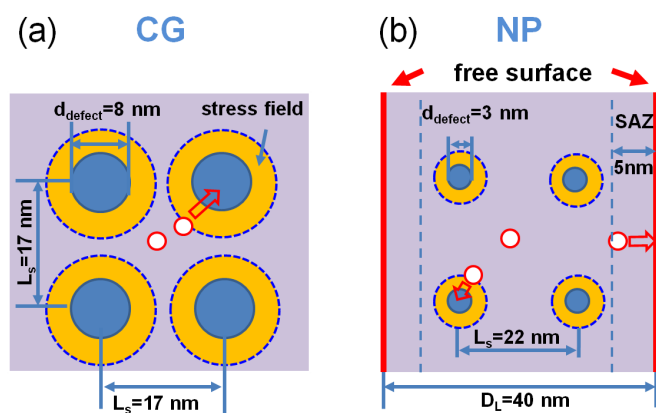 (a) CG
d_defect=8 nm
stress field
L_s=17 nm
L_s=17 nm
(b) NP
free surface
d_defect=3 nm
SAZ
5nm
L_s=22 nm
D_L=40 nm